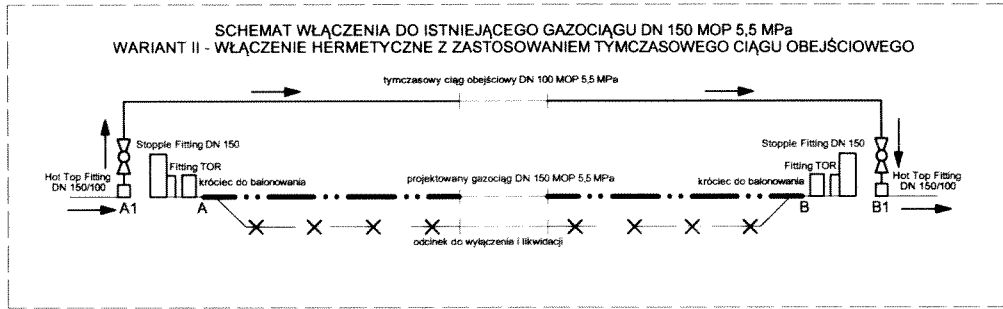 SCHEMAT WŁĄCZENIA DO ISTNIEJĄCEGO GAZOCIĄGU DN 150 MOP 5,5 MPa
WARIANT II - WŁĄCZENIE HERMETYCZNE Z ZASTOSOWANIEM TYMCZASOWEGO CIĄGU OBEJŚCIOWEGO
tymczasowy ciąg obejściowy DN 100 MOP 5,5 MPa
Stopple Fitting DN 150
Fitting TOR
Hot Top Fitting
DN 150/100
króciec do balonowania
A1
A
projektowany gazociąg DN 150 MOP 5,5 MPa
odcinek do wyłączenia i likwidacji
Stopple Fitting DN 150
Fitting TOR
króciec do balonowania
Hot Top Fitting
DN 150/100
B
B1